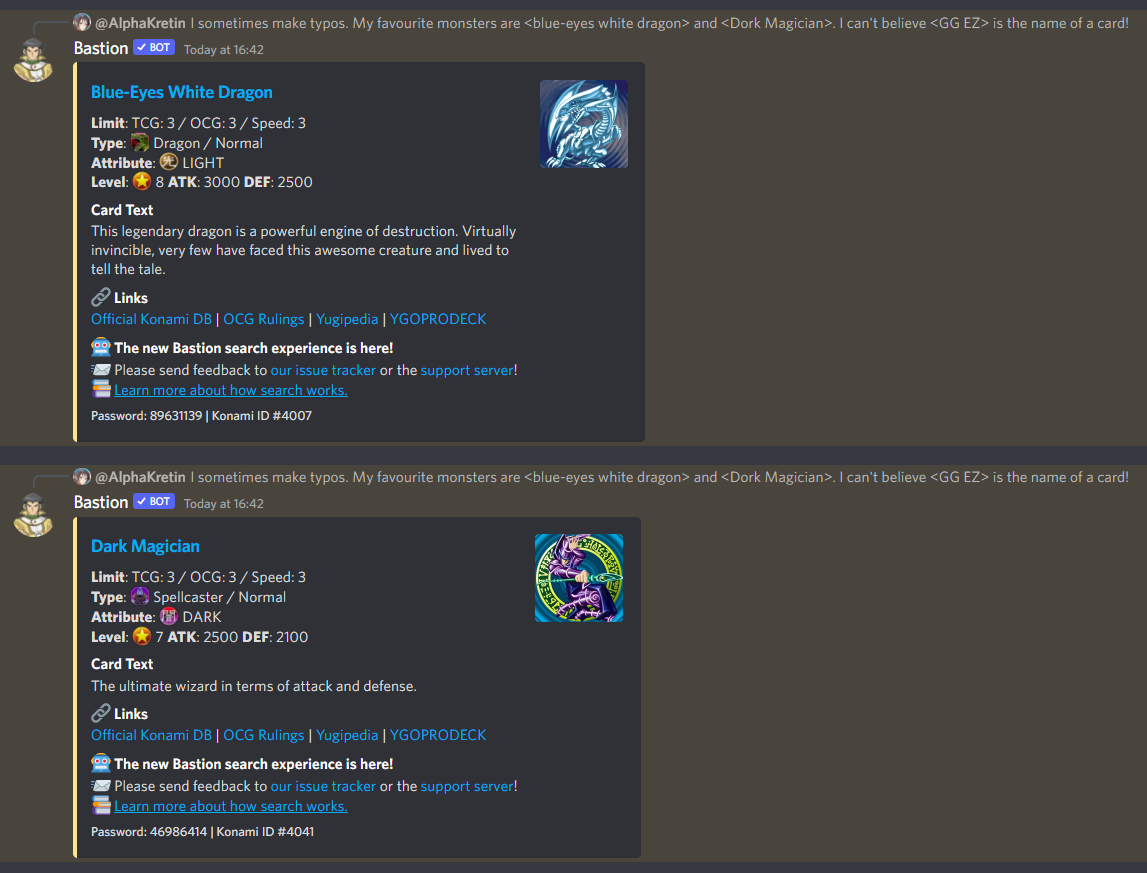 @AlphaKretin I sometimes make typos. My favourite monsters are <blue-eyes white dragon> and <Dork Magician>. I can't believe <GG EZ> is the name of a card!
Bastion ✓ BOT Today at 16:42
Blue-Eyes White Dragon
Limit: TCG: 3 / OCG: 3 / Speed: 3
Type: Dragon / Normal
Attribute: LIGHT
Level: 8 ATK: 3000 DEF: 2500
Card Text
This legendary dragon is a powerful engine of destruction. Virtually
invincible, very few have faced this awesome creature and lived to
tell the tale.
🔗 Links
Official Konami DB | OCG Rulings | Yugipedia | YGOPRODECK
🤖 The new Bastion search experience is here!
📨 Please send feedback to our issue tracker or the support server!
📚 Learn more about how search works.
Password: 89631139 | Konami ID #4007
@AlphaKretin I sometimes make typos. My favourite monsters are <blue-eyes white dragon> and <Dork Magician>. I can't believe <GG EZ> is the name of a card!
Bastion ✓ BOT Today at 16:42
Dark Magician
Limit: TCG: 3 / OCG: 3 / Speed: 3
Type: Spellcaster / Normal
Attribute: DARK
Level: 7 ATK: 2500 DEF: 2100
Card Text
The ultimate wizard in terms of attack and defense.
🔗 Links
Official Konami DB | OCG Rulings | Yugipedia | YGOPRODECK
🤖 The new Bastion search experience is here!
📨 Please send feedback to our issue tracker or the support server!
📚 Learn more about how search works.
Password: 46986414 | Konami ID #4041